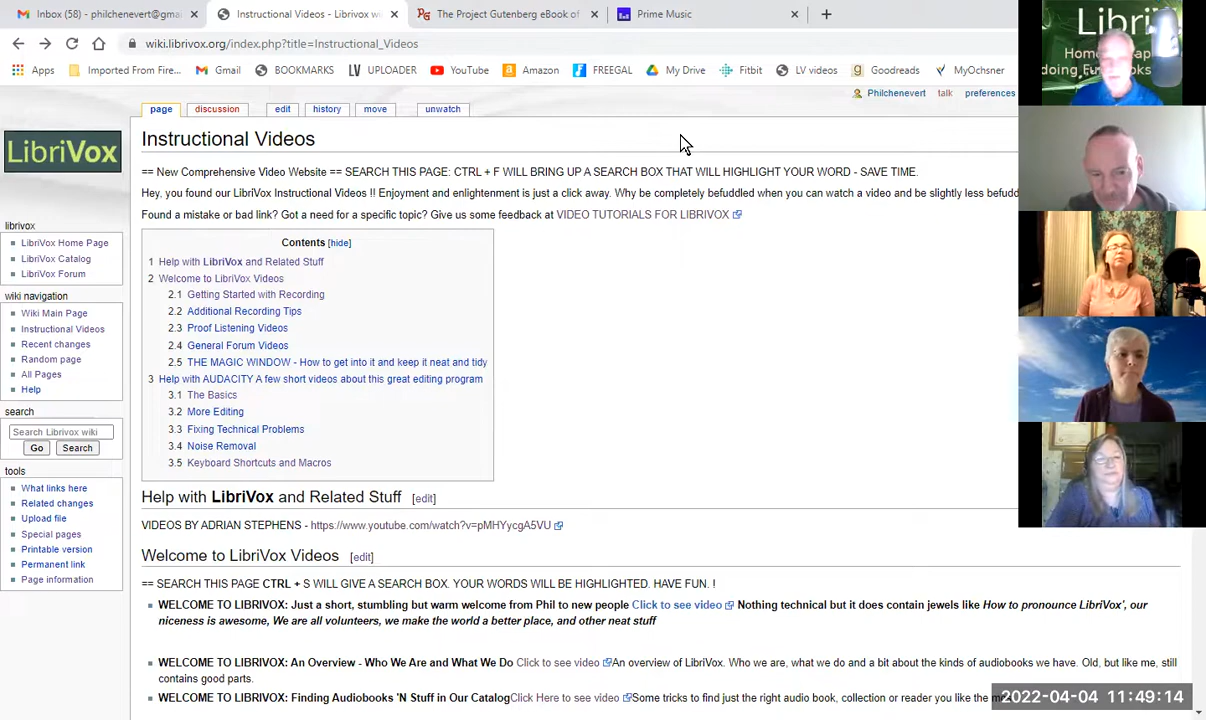 Inbox (58) - philchenevert@gma
Instructional Videos - Librivox w
The Project Gutenberg eBook of
Prime Music
wiki.librivox.org/index.php?title=Instructional_Videos
Apps
Imported From Fire...
Gmail
BOOKMARKS
UPLOADER
YouTube
Amazon
FREEGAL
My Drive
Fitbit
LV videos
Goodreads
MyOchsner
Philchenevert talk preferences
page discussion edit history move unwatch
LibriVox
Instructional Videos
== New Comprehensive Video Website == SEARCH THIS PAGE: CTRL + F WILL BRING UP A SEARCH BOX THAT WILL HIGHLIGHT YOUR WORD - SAVE TIME.
Hey, you found our LibriVox Instructional Videos !! Enjoyment and enlightenment is just a click away. Why be completely befuddled when you can watch a video and be slightly less befudd
Found a mistake or bad link? Got a need for a specific topic? Give us some feedback at VIDEO TUTORIALS FOR LIBRIVOX
Contents [hide]
1 Help with LibriVox and Related Stuff
2 Welcome to LibriVox Videos
2.1 Getting Started with Recording
2.2 Additional Recording Tips
2.3 Proof Listening Videos
2.4 General Forum Videos
2.5 THE MAGIC WINDOW - How to get into it and keep it neat and tidy
3 Help with AUDACITY A few short videos about this great editing program
3.1 The Basics
3.2 More Editing
3.3 Fixing Technical Problems
3.4 Noise Removal
3.5 Keyboard Shortcuts and Macros
librivox
LibriVox Home Page
LibriVox Catalog
LibriVox Forum
wiki navigation
Wiki Main Page
Instructional Videos
Recent changes
Random page
All Pages
Help
search
Search Librivox wiki
Go Search
tools
What links here
Related changes
Upload file
Special pages
Printable version
Permanent link
Page information
Help with LibriVox and Related Stuff [edit]
VIDEOS BY ADRIAN STEPHENS - https://www.youtube.com/watch?v=pMHYycgA5VU
Welcome to LibriVox Videos [edit]
== SEARCH THIS PAGE CTRL + S WILL GIVE A SEARCH BOX. YOUR WORDS WILL BE HIGHLIGHTED. HAVE FUN. !
WELCOME TO LIBRIVOX: Just a short, stumbling but warm welcome from Phil to new people Click to see video Nothing technical but it does contain jewels like How to pronounce LibriVox', our
niceness is awesome, We are all volunteers, we make the world a better place, and other neat stuff
WELCOME TO LIBRIVOX: An Overview - Who We Are and What We Do Click to see video An overview of LibriVox. Who we are, what we do and a bit about the kinds of audiobooks we have. Old, but like me, still
contains good parts.
WELCOME TO LIBRIVOX: Finding Audiobooks 'N Stuff in Our CatalogClick Here to see video Some tricks to find just the right audio book, collection or reader you like the
2022-04-04 11:49:14